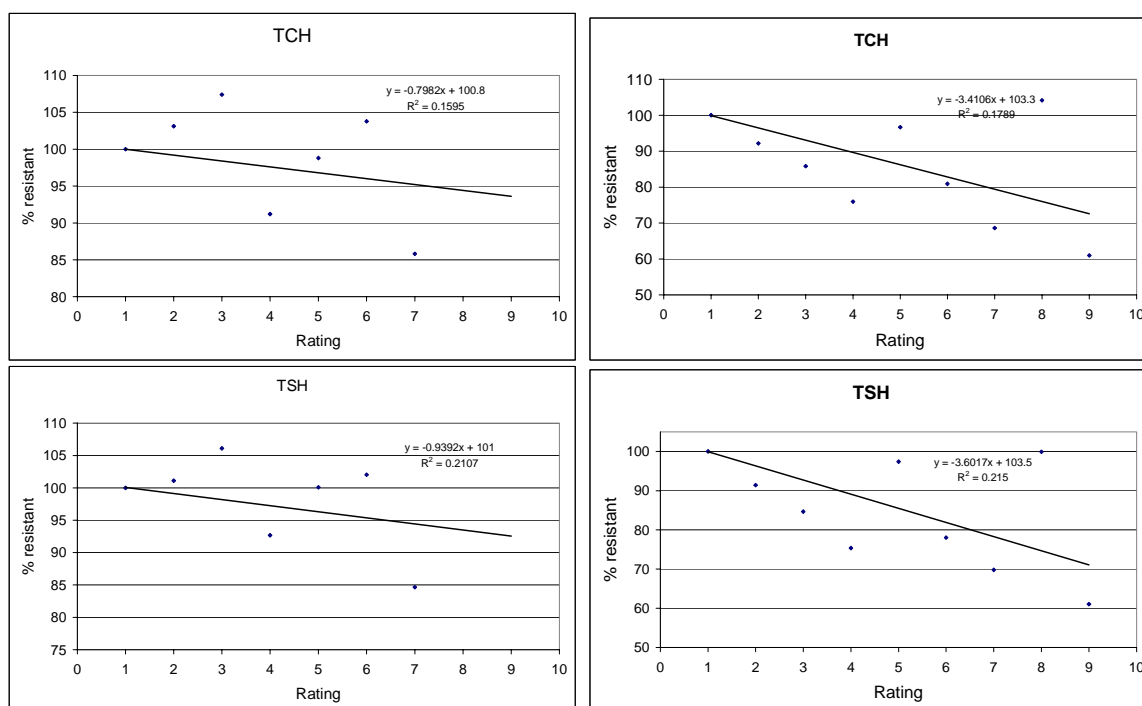 TCH
y = -0.7982x + 100.8
R² = 0.1595
110
105
100
95
90
85
80
% resistant
0 1 2 3 4 5 6 7 8 9 10
Rating
TCH
y = -3.4106x + 103.3
R² = 0.1789
110
100
90
80
70
60
50
% resistant
0 1 2 3 4 5 6 7 8 9 10
Rating
TSH
y = -0.9392x + 101
R² = 0.2107
110
105
100
95
90
85
80
75
% resistant
0 1 2 3 4 5 6 7 8 9 10
Rating
TSH
y = -3.6017x + 103.5
R² = 0.215
100
90
80
70
60
50
% resistant
0 1 2 3 4 5 6 7 8 9 10
Rating